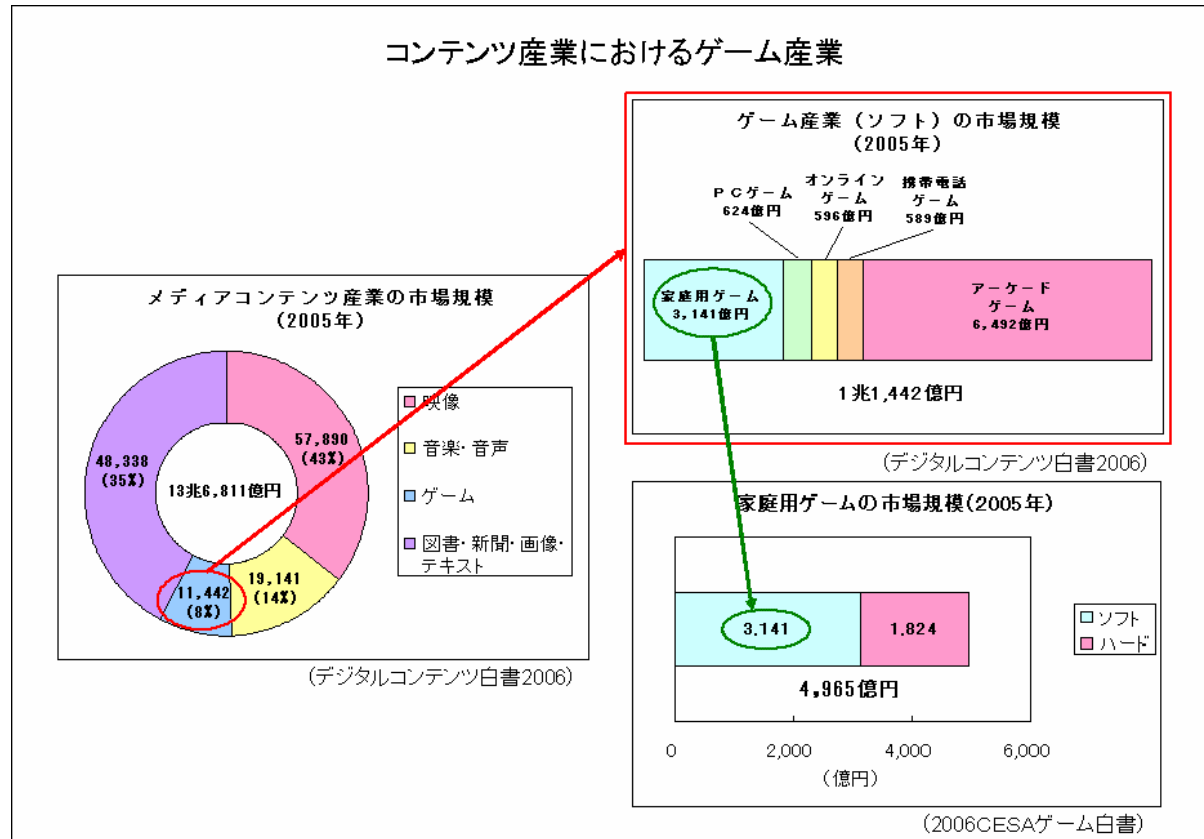 コンテンツ産業におけるゲーム産業
メディアコンテンツ産業の市場規模
(2005年)
57,890
(43%)
48,338
(35%)
13兆6,811億円
19,141
(14%)
11,442
(8%)
映像
音楽・音声
ゲーム
図書・新聞・画像・
テキスト
(デジタルコンテンツ白書2006)
ゲーム産業(ソフト)の市場規模
(2005年)
PCゲーム
624億円
オンライン
ゲーム
596億円
携帯電話
ゲーム
589億円
家庭用ゲーム
3,141億円
アーケード
ゲーム
6,492億円
1兆1,442億円
(デジタルコンテンツ白書2006)
家庭用ゲームの市場規模(2005年)
3.141
1.824
ソフト
ハード
4,965億円
0
2,000
4,000
6,000
(億円)
(2006CESAゲーム白書)